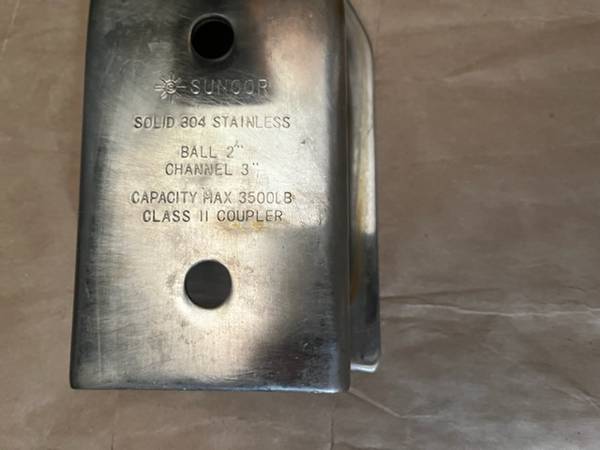 SUNOOR
SOLID 304 STAINLESS
BALL 2"
CHANNEL 3"
CAPACITY MAX 3500LB
CLASS II COUPLER